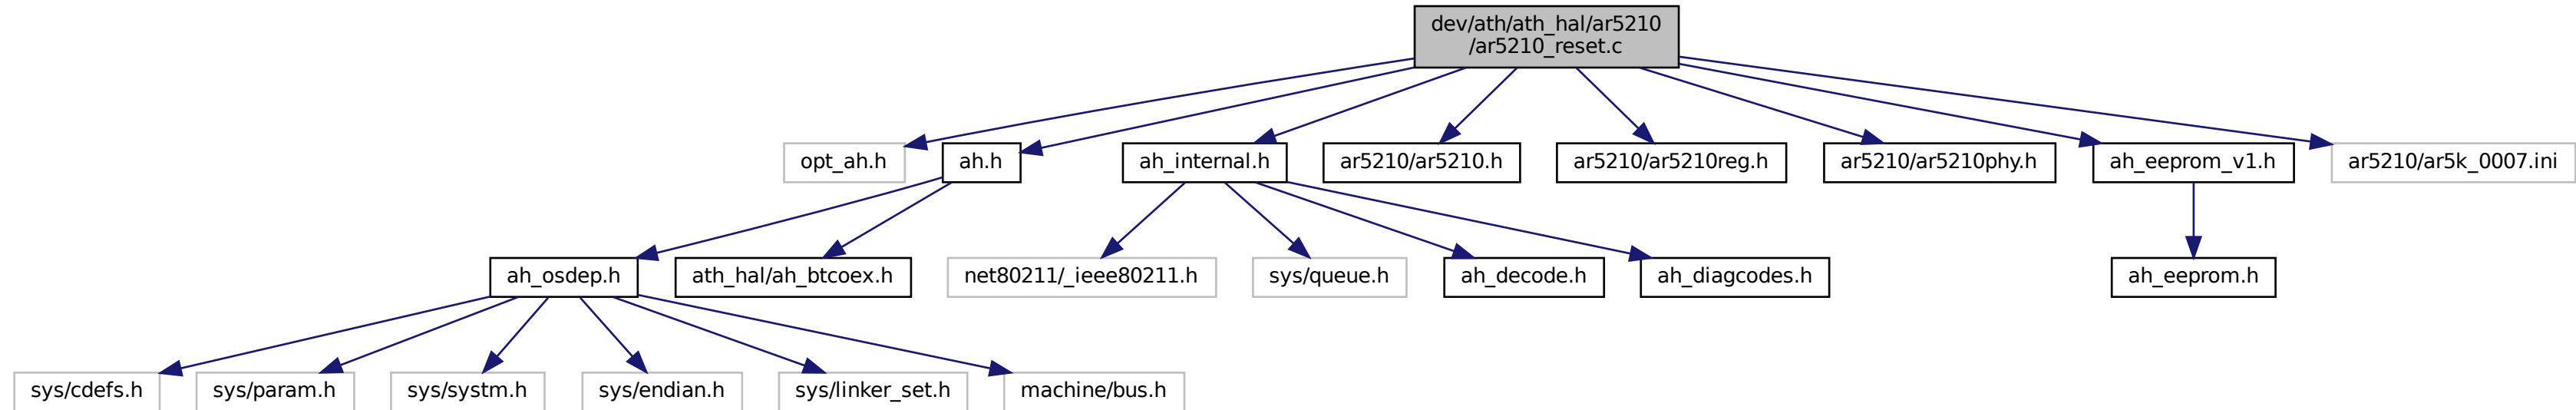 dev/ath/ath_hal/ar5210
/ar5210_reset.c
opt_ah.h
ah.h
ah_internal.h
ar5210/ar5210.h
ar5210/ar5210reg.h
ar5210/ar5210phy.h
ah_eeprom_v1.h
ar5210/ar5k_0007.ini
ah_osdep.h
ath_hal/ah_btcoex.h
net80211/_ieee80211.h
sys/queue.h
ah_decode.h
ah_diagcodes.h
ah_eeprom.h
sys/cdefs.h
sys/param.h
sys/systm.h
sys/endian.h
sys/linker_set.h
machine/bus.h